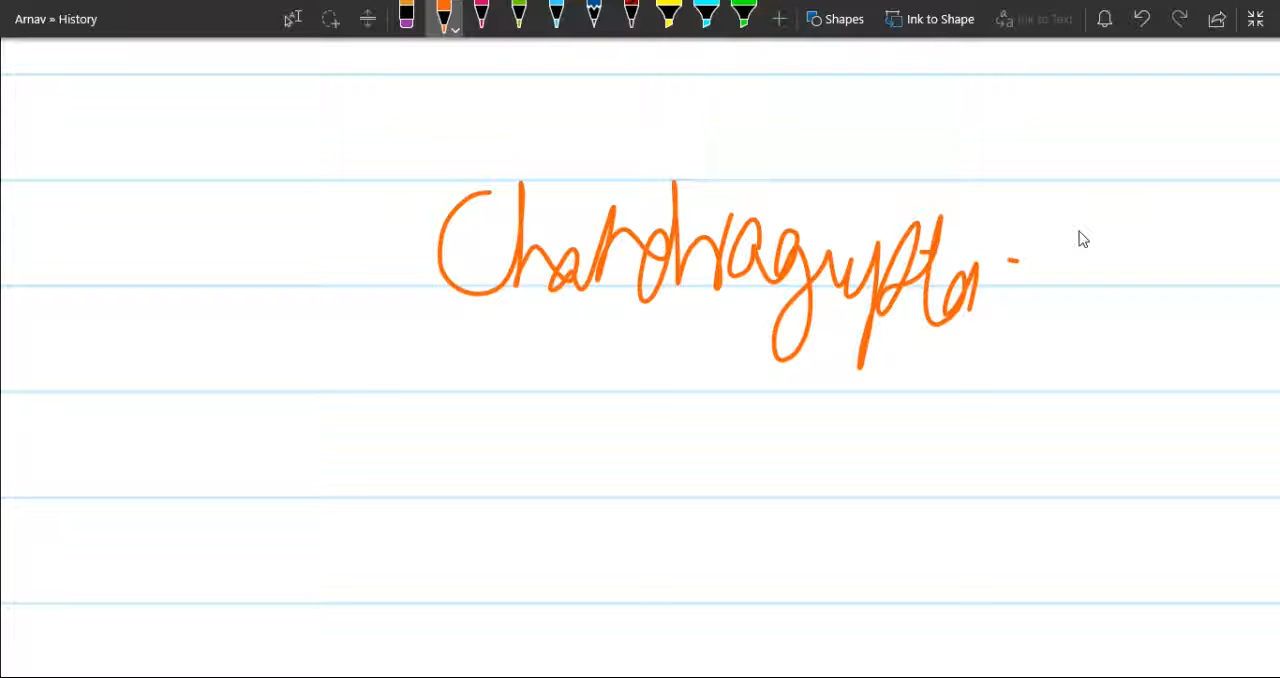 Arnav » History
Shapes
Ink to Shape
Ink to Text
Chandragupta -